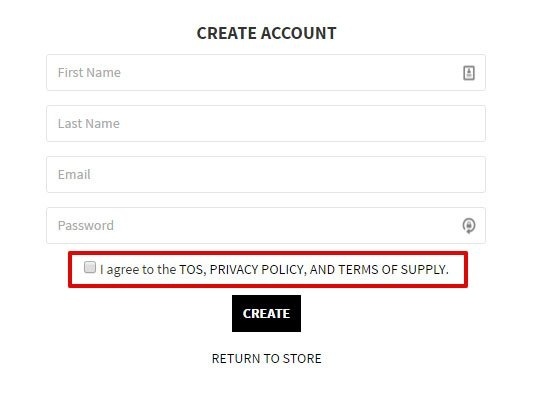 CREATE ACCOUNT
First Name
Last Name
Email
Password
I agree to the TOS, PRIVACY POLICY, AND TERMS OF SUPPLY.
CREATE
RETURN TO STORE